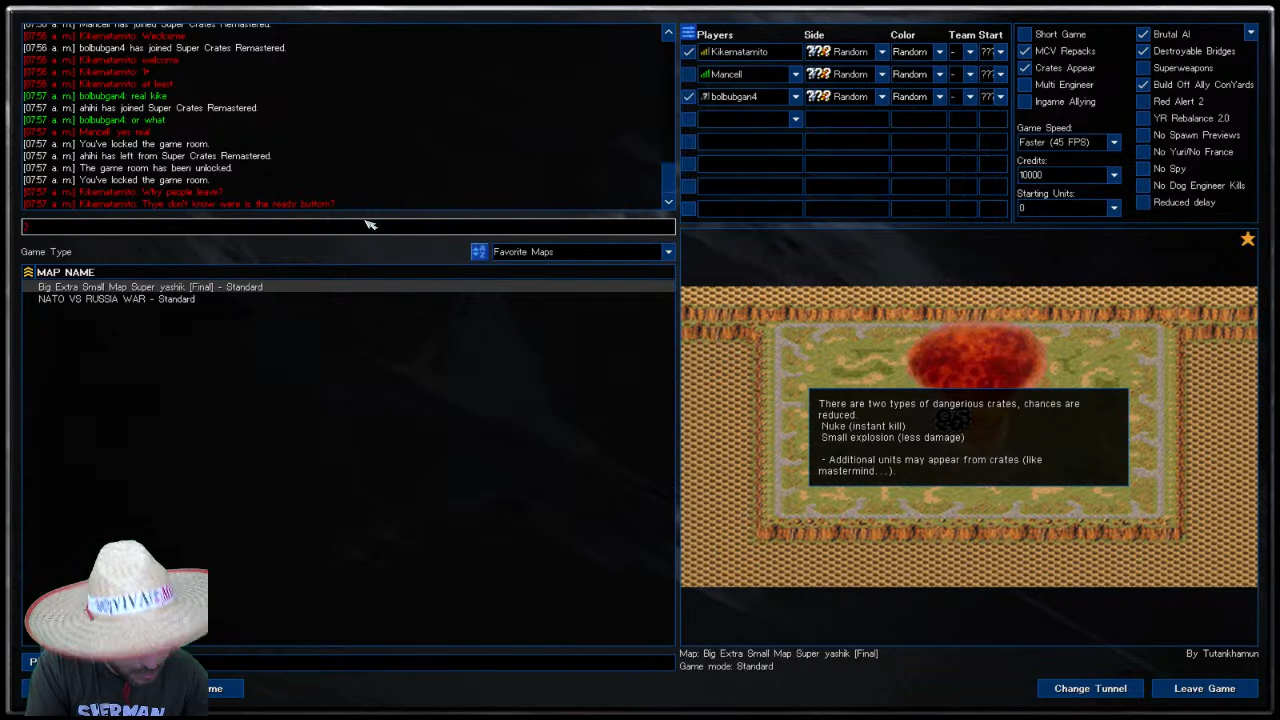 [07:56 a. m.] Mancell has joined Super Crates Remastered.
[07:56 a. m.] Kikematamito: Weclcome
[07:56 a. m.] bolbubgan4 has joined Super Crates Remastered.
[07:56 a. m.] Kikematamito: welcome
[07:56 a. m.] Kikematamito: 1+
[07:56 a. m.] Kikematamito: at least
[07:57 a. m.] bolbubgan4: real kike
[07:57 a. m.] ahihi has joined Super Crates Remastered.
[07:57 a. m.] bolbubgan4: or what
[07:57 a. m.] Mancell: yes real
[07:57 a. m.] You've locked the game room.
[07:57 a. m.] ahihi has left from Super Crates Remastered.
[07:57 a. m.] The game room has been unlocked.
[07:57 a. m.] You've locked the game room.
[07:57 a. m.] Kikematamito: Why people leave?
[07:57 a. m.] Kikematamito: Thye don't know were is the ready buttom?
?
Game Type
Favorite Maps
MAP NAME
Big Extra Small Map Super yashik [Final] - Standard
NATO VS RUSSIA WAR - Standard
Players Side Color Team Start
Kikematamito ??? Random Random - ???
Mancell ??? Random Random - ???
bolbubgan4 ??? Random Random - ???
Short Game
MCV Repacks
Crates Appear
Multi Engineer
Ingame Allying
Game Speed:
Faster (45 FPS)
Credits:
10000
Starting Units:
0
Brutal AI
Destroyable Bridges
Superweapons
Build Off Ally ConYards
Red Alert 2
YR Rebalance 2.0
No Spawn Previews
No Yuri/No France
No Spy
No Dog Engineer Kills
Reduced delay
There are two types of dangerious crates, chances are
reduced.
Nuke (instant kill)
Small explosion (less damage)
- Additional units may appear from crates (like
mastermind...).
Map: Big Extra Small Map Super yashik [Final]
By Tutankhamun
Game mode: Standard
Change Tunnel
Leave Game
VIVA
SHERMAN